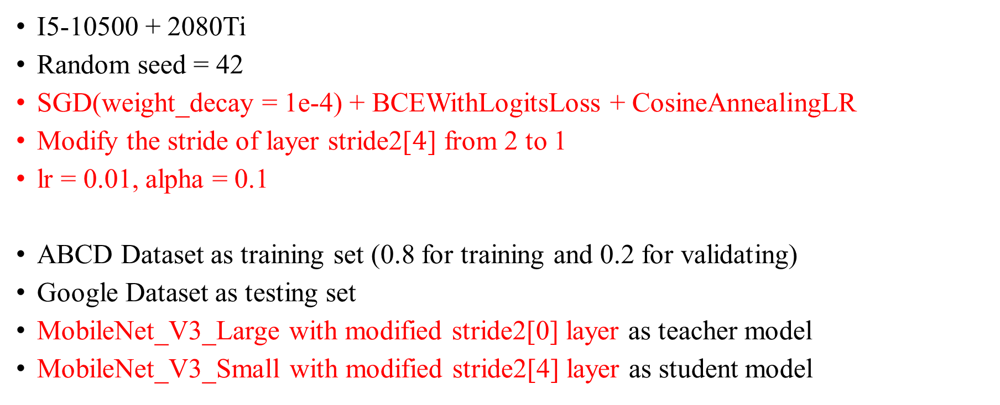 • I5-10500 + 2080Ti
• Random seed = 42
• SGD(weight_decay = 1e-4) + BCEWithLogitsLoss + CosineAnnealingLR
• Modify the stride of layer stride2[4] from 2 to 1
• lr = 0.01, alpha = 0.1
• ABCD Dataset as training set (0.8 for training and 0.2 for validating)
• Google Dataset as testing set
• MobileNet_V3_Large with modified stride2[0] layer as teacher model
• MobileNet_V3_Small with modified stride2[4] layer as student model